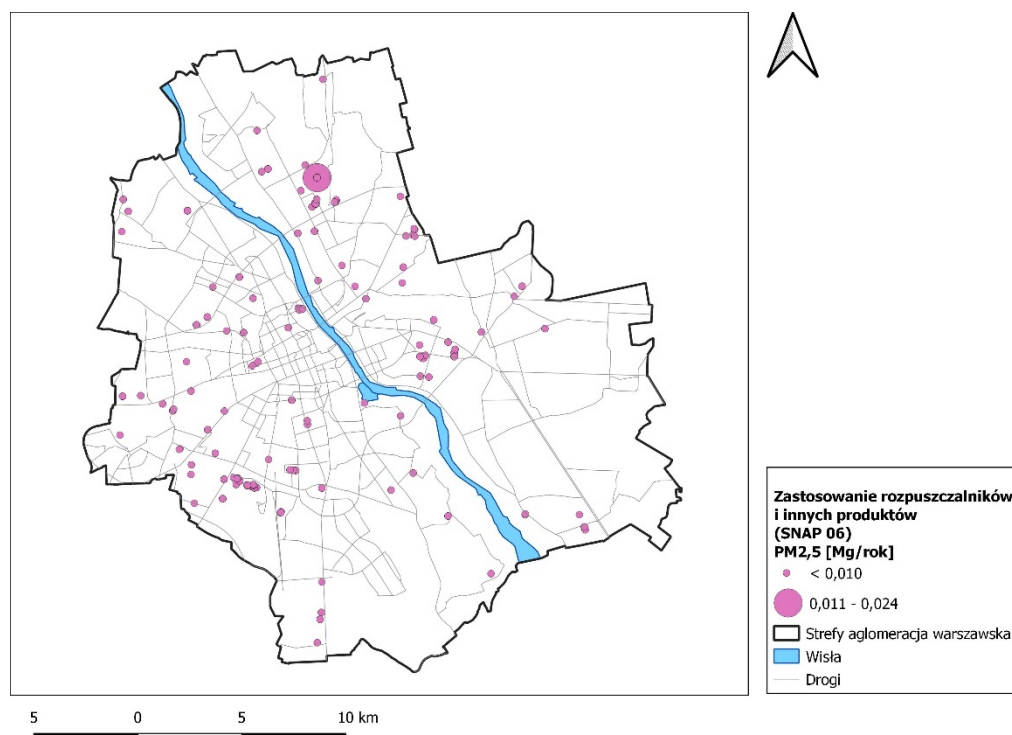 Zastosowanie rozpuszczalników
i innych produktów
(SNAP 06)
PM2,5 [Mg/rok]
< 0,010
0,011 - 0,024
Strefy aglomeracja warszawska
Wisła
Drogi
5 0 5 10 km